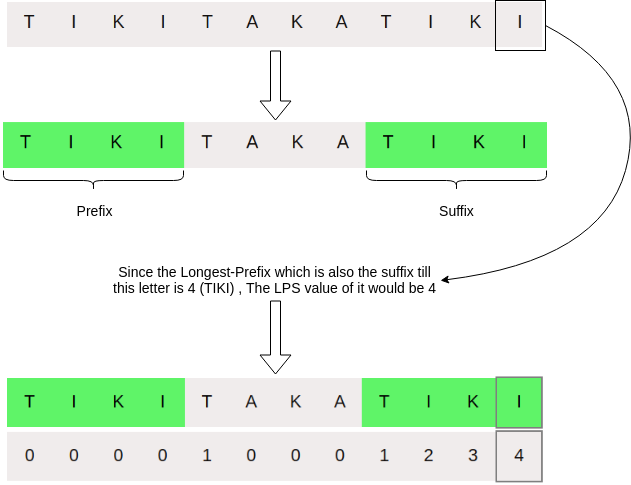 T I K I T A K A T I K I
T I K I T A K A T I K I
Prefix Suffix
Since the Longest-Prefix which is also the suffix till
this letter is 4 (TIKI) , The LPS value of it would be 4
T I K I T A K A T I K I
0 0 0 0 1 0 0 0 1 2 3 4